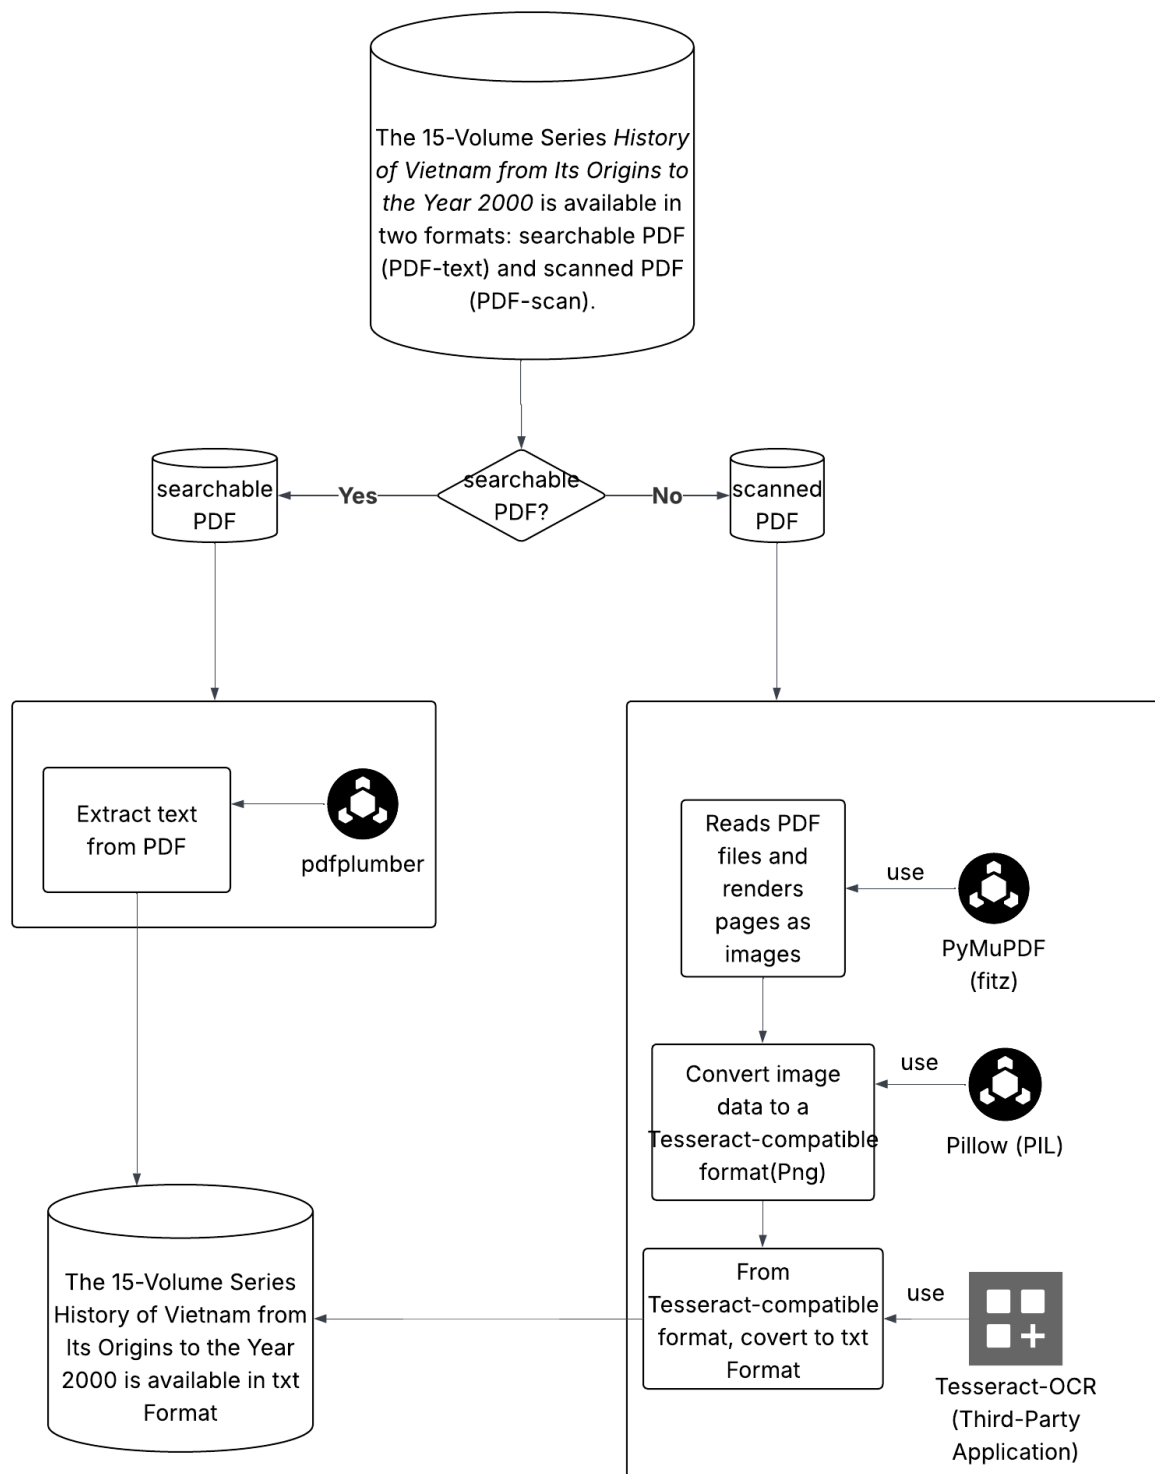 The 15-Volume Series History
of Vietnam from Its Origins to
the Year 2000 is available in
two formats: searchable PDF
(PDF-text) and scanned PDF
(PDF-scan).
searchable
PDF
Yes
searchable
PDF?
No
scanned
PDF
Extract text
from PDF
pdfplumber
Reads PDF
files and
renders
pages as
images
use
PyMuPDF
(fitz)
Convert image
data to a
Tesseract-compatible
format(Png)
use
Pillow (PIL)
From
Tesseract-compatible
format, covert to txt
Format
use
Tesseract-OCR
(Third-Party
Application)
The 15-Volume Series
History of Vietnam from
Its Origins to the Year
2000 is available in txt
Format